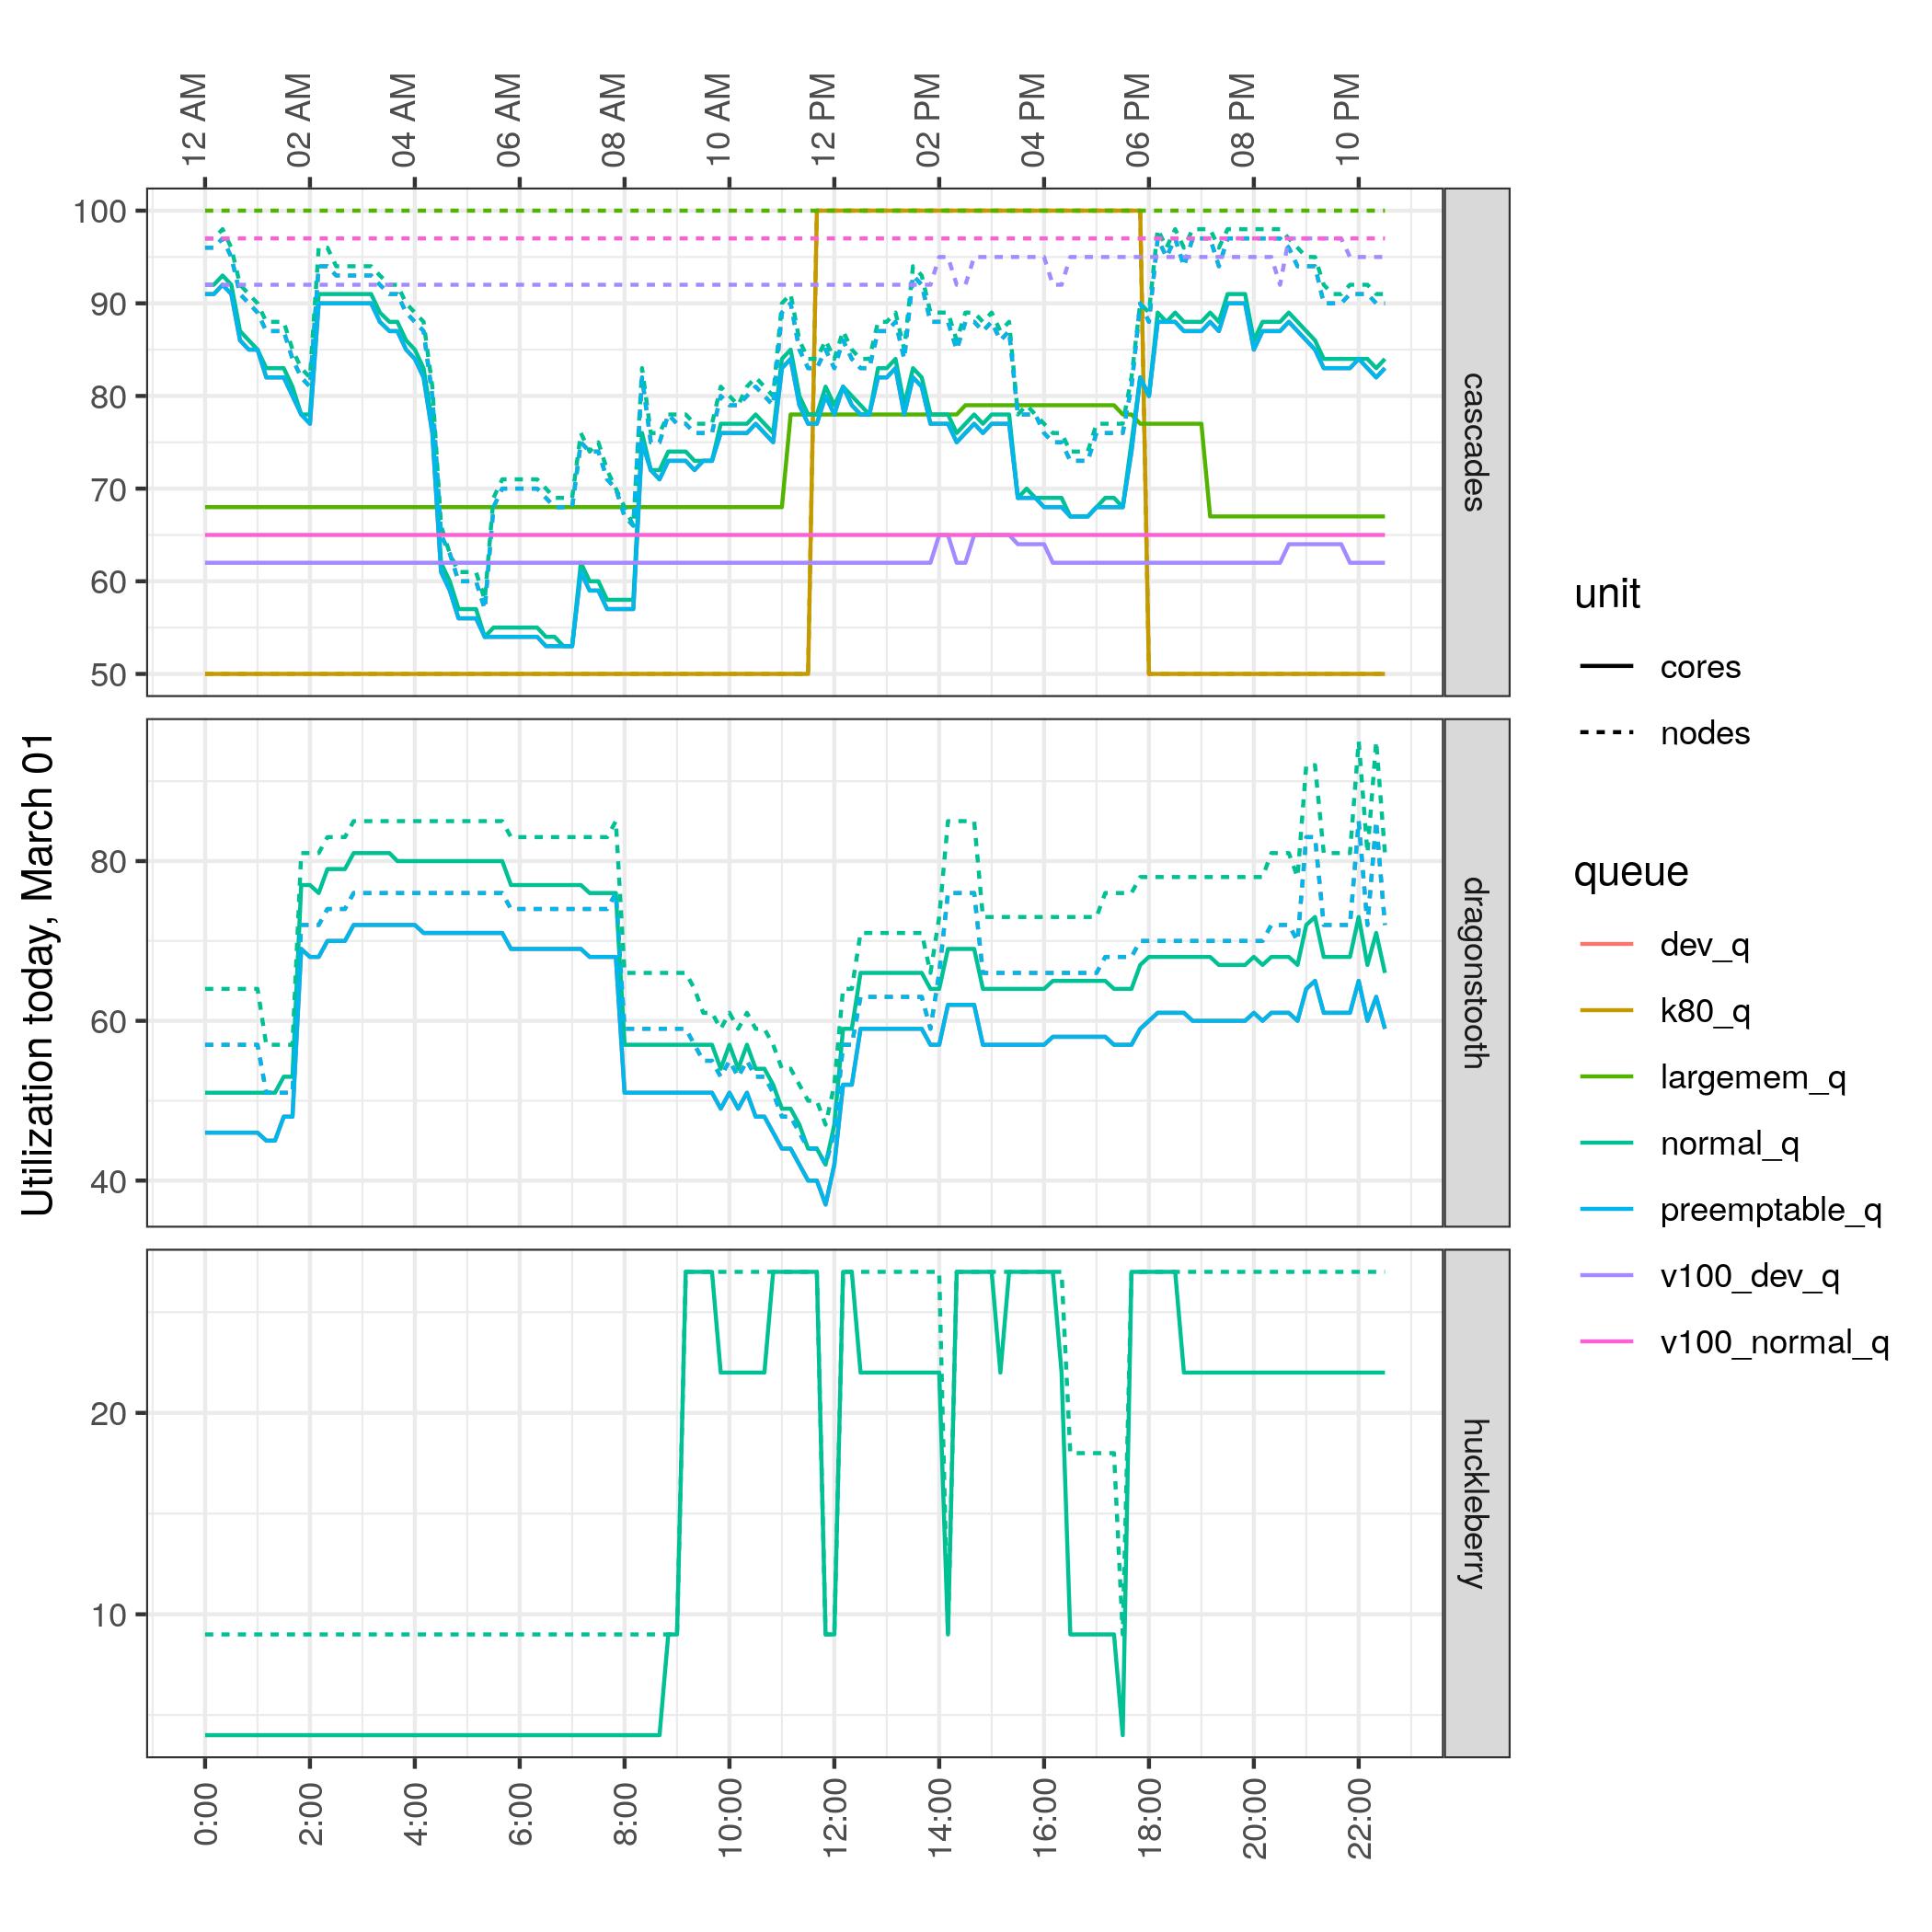 12 AM
02 AM
04 AM
06 AM
08 AM
10 AM
12 PM
02 PM
04 PM
06 PM
08 PM
10 PM
100
90
80
70
60
50
cascades
Utilization today, March 01
80
60
40
dragonstooth
20
10
huckleberry
0:00
2:00
4:00
6:00
8:00
10:00
12:00
14:00
16:00
18:00
20:00
22:00
unit
cores
nodes
queue
dev_q
k80_q
largemem_q
normal_q
preemptable_q
v100_dev_q
v100_normal_q